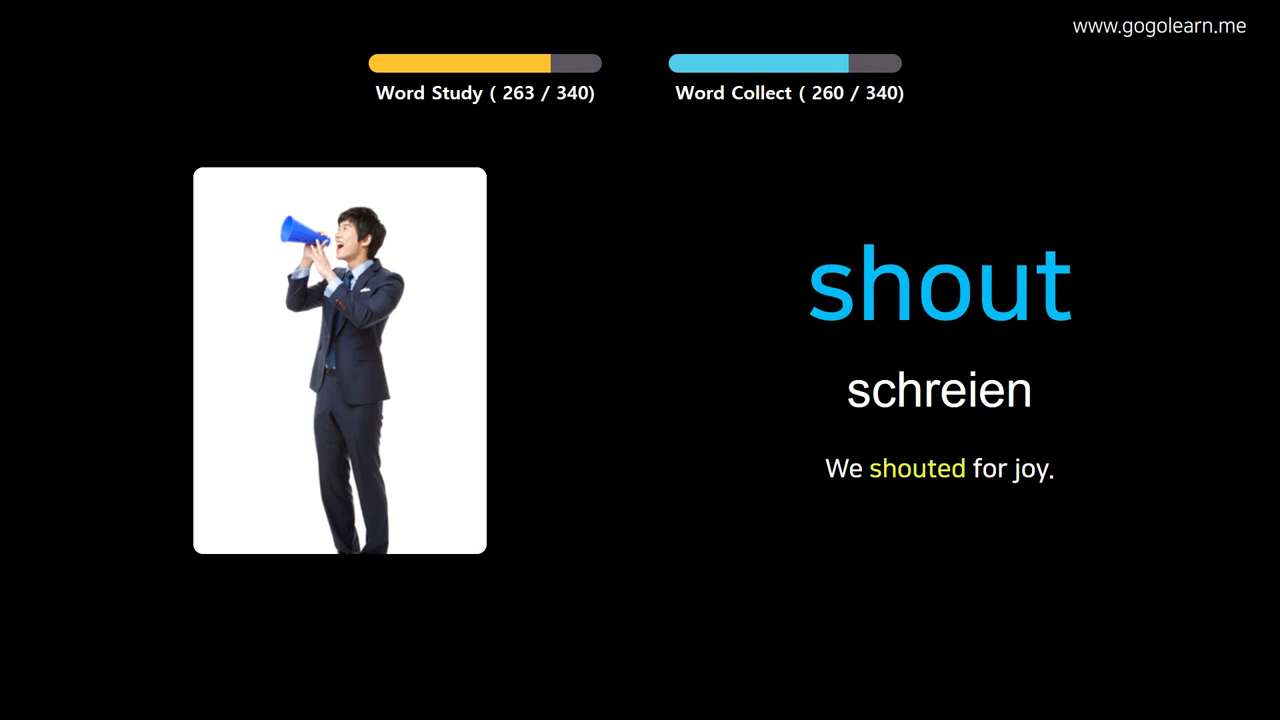 www.gogolearn.me
Word Study ( 263 / 340)
Word Collect ( 260 / 340)
shout
schreien
We shouted for joy.